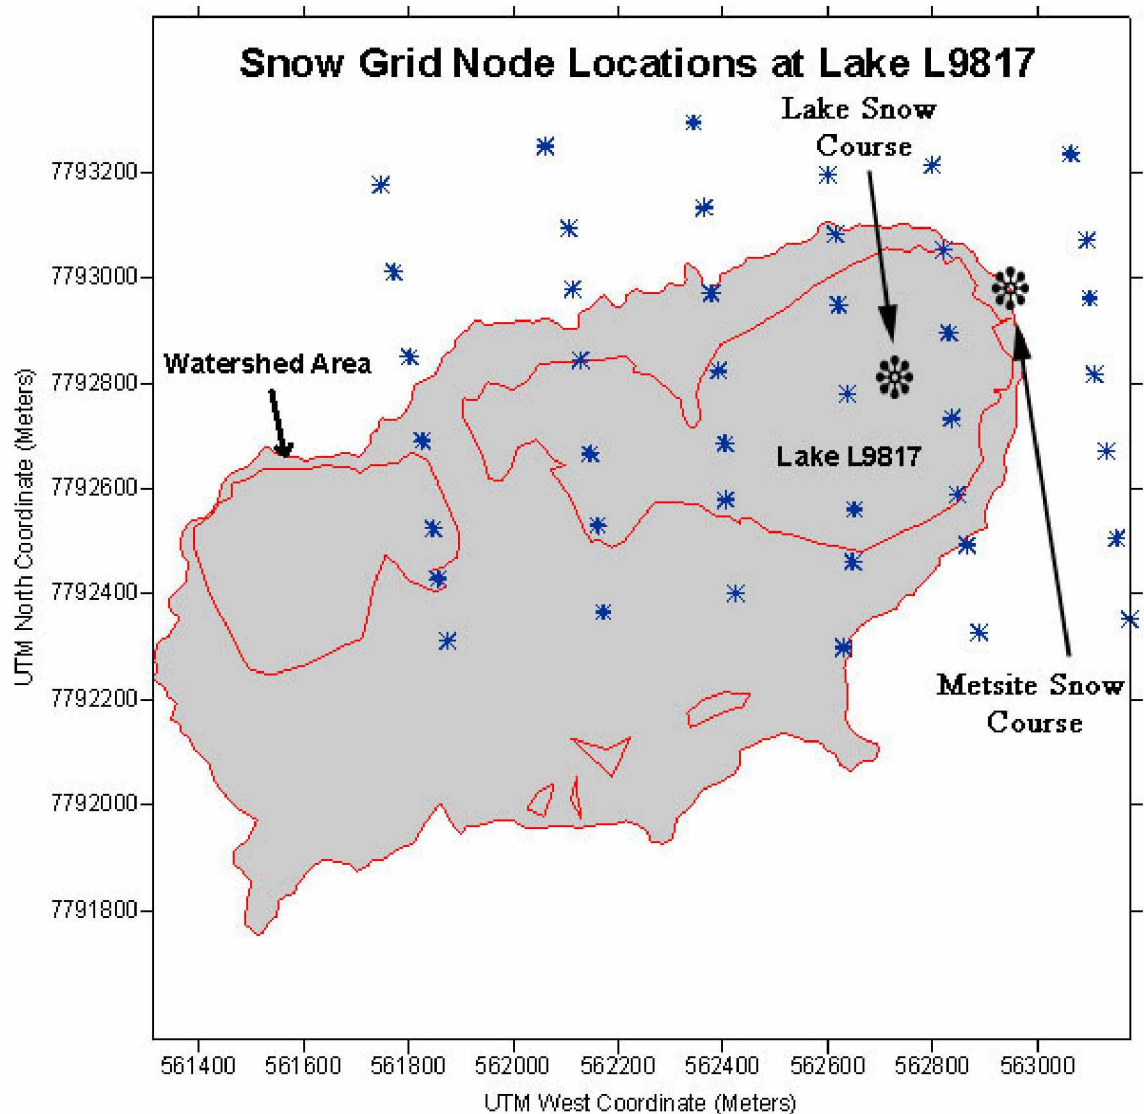 Snow Grid Node Locations at Lake L9817
Lake Snow
Course
7793200
7793000
Watershed Area
7792800
Lake L9817
7792600
7792400
Metsite Snow
Course
7792200
7792000
7791800
UTM North Coordinate (Meters)
561400 561600 561800 562000 562200 562400 562600 562800 563000
UTM West Coordinate (Meters)